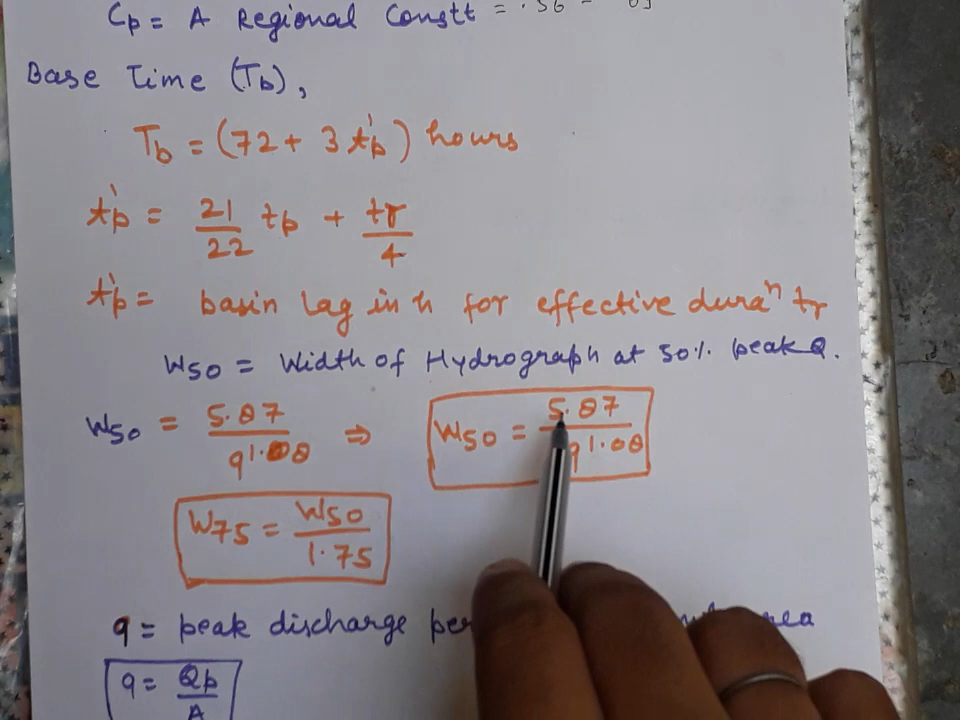 Cp = A Regional Constt = .56 -
Base Time (Tb),
Tb = (72 + 3 t'p) hours
t'p = 21/22 tp + tr/4
t'p = basin lag in h for effective duraⁿ tr
W50 = Width of Hydrograph at 50% peak Q.
W50 = 5.87/q^1.08 ⇒ W50 = 5.87/q^1.08
W75 = W50/1.75
q = peak discharge per
q = Qp/A